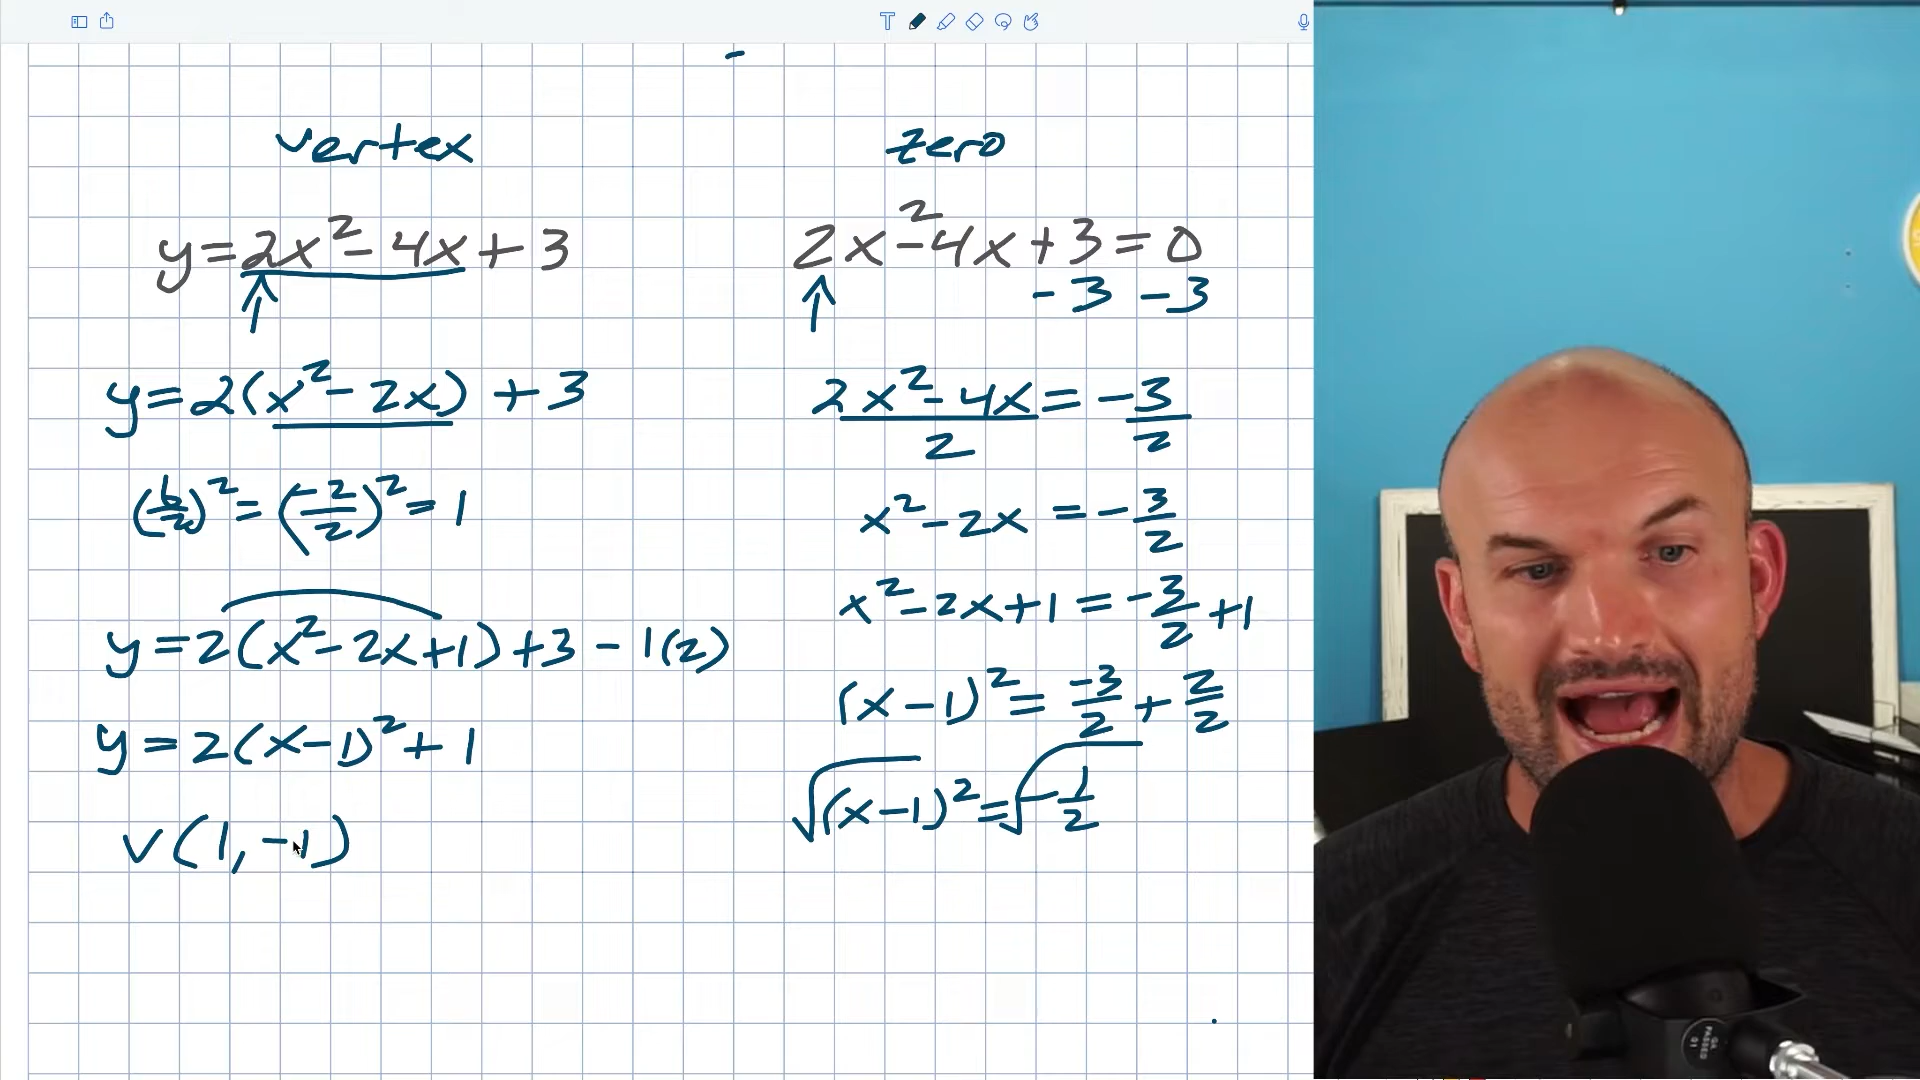 vertex
y=2x²-4x+3
y=2(x²-2x)+3
(b/2)²=(-2/2)²=1
y=2(x²-2x+1)+3-1(2)
y=2(x-1)²+1
V(1,-1)
zero
2x²-4x+3=0
-3 -3
2x²-4x/2=-3/2
x²-2x=-3/2
x²-2x+1=-3/2+1
(x-1)²=-3/2+2/2
√(x-1)²=√-1/2